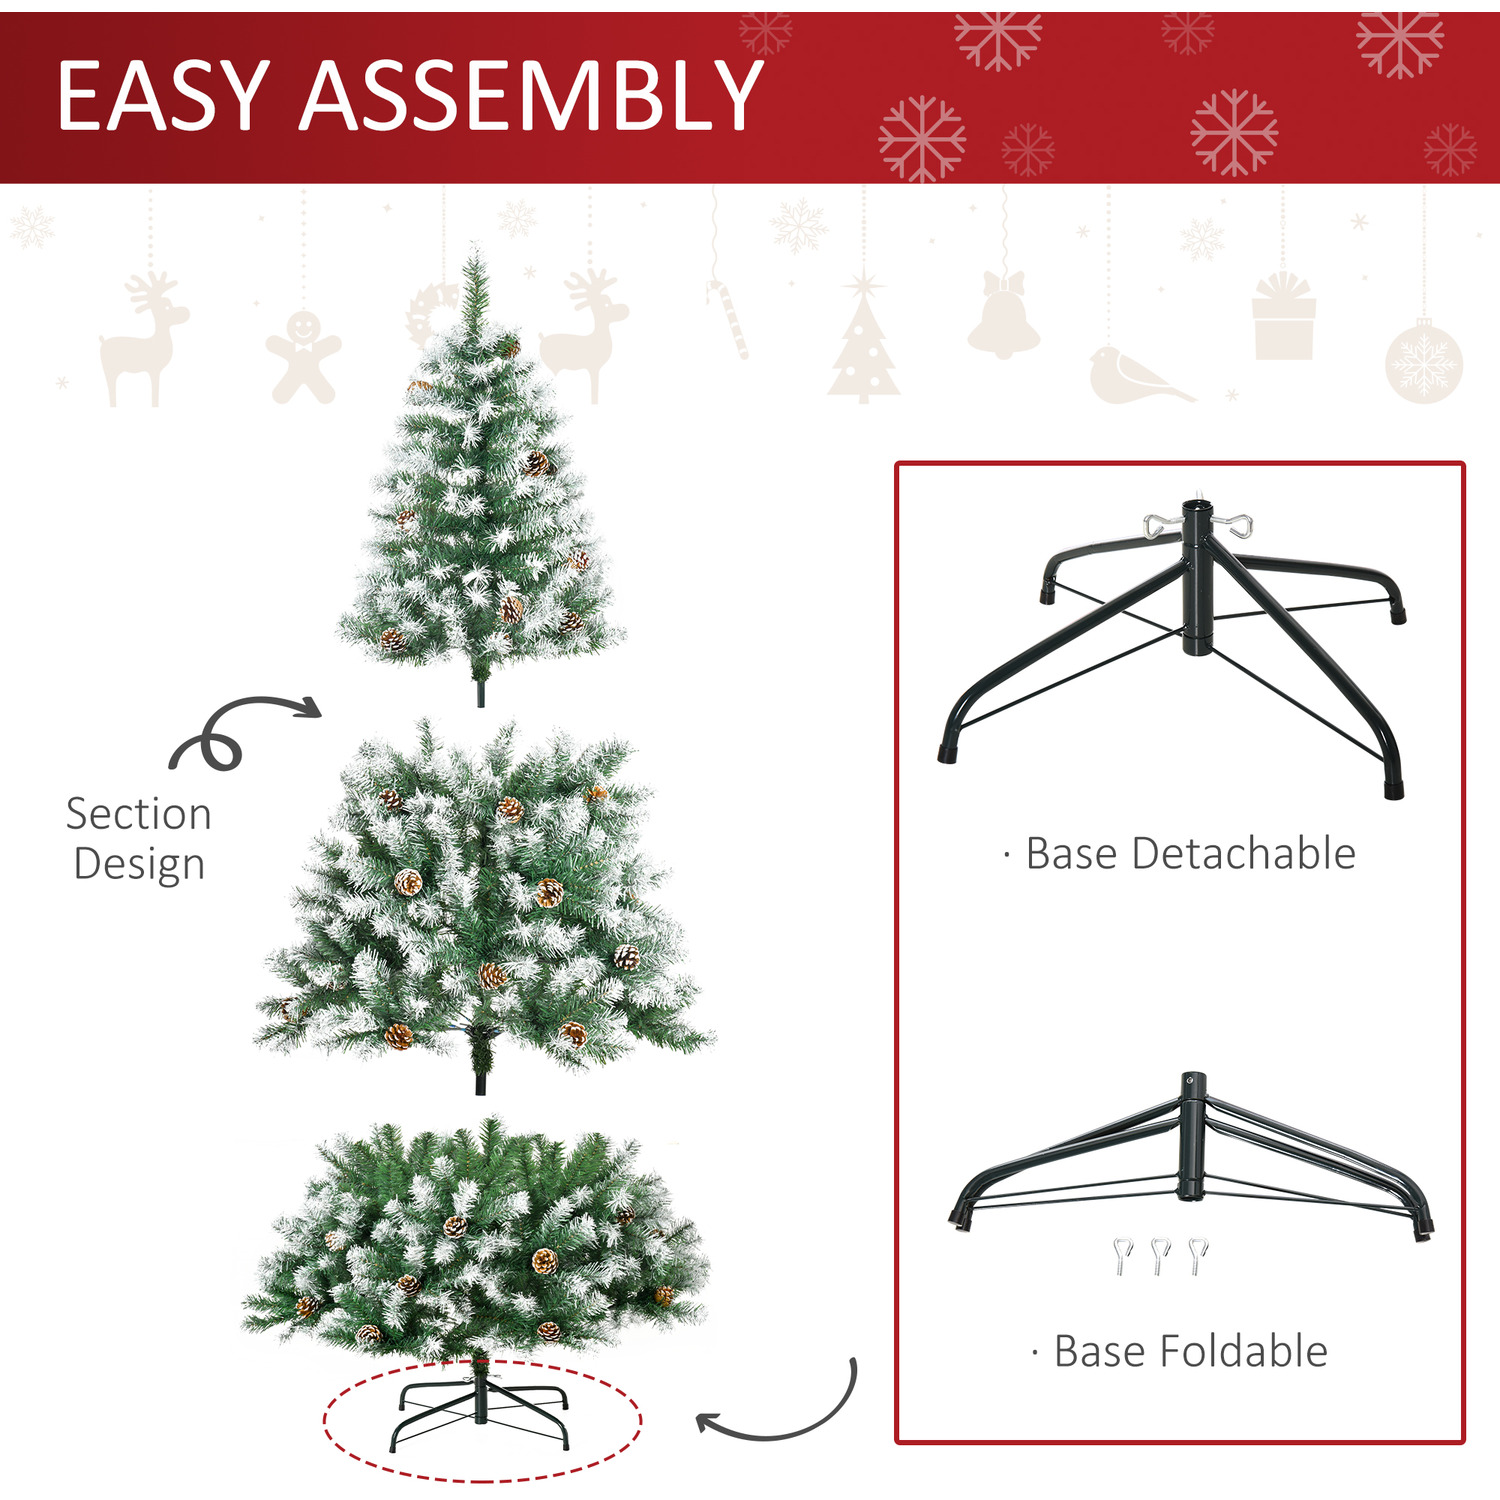 EASY ASSEMBLY
Section
Design
· Base Detachable
· Base Foldable